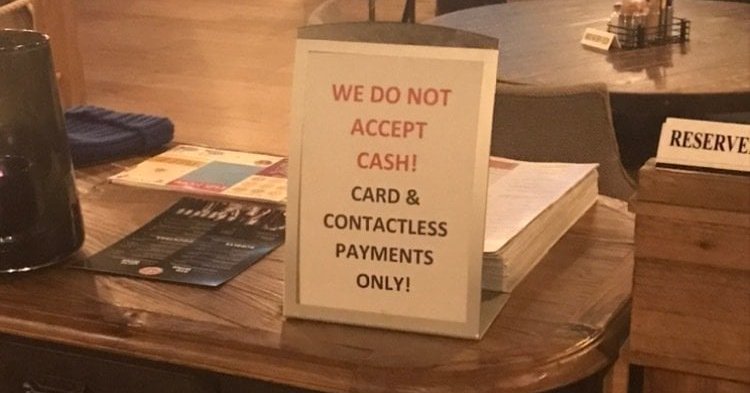 WE DO NOT
ACCEPT
CASH!
CARD &
CONTACTLESS
PAYMENTS
ONLY!
RESERVE